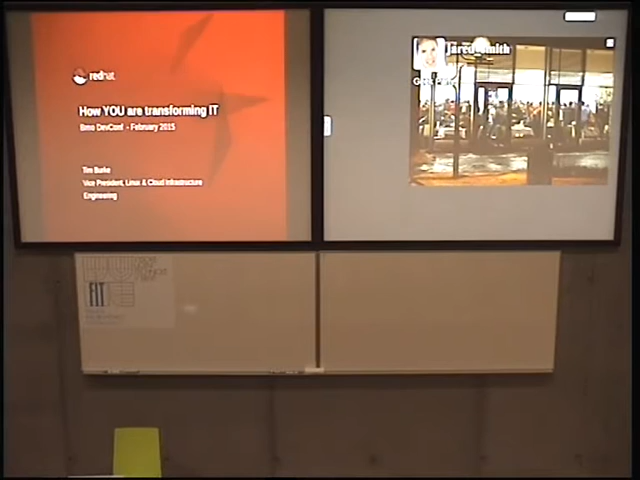 redhat
How YOU are transforming IT
Brno DevConf - February 2015
Tim Burke
Vice President, Linux & Cloud Infrastructure
Engineering
Jared Smith
FIT